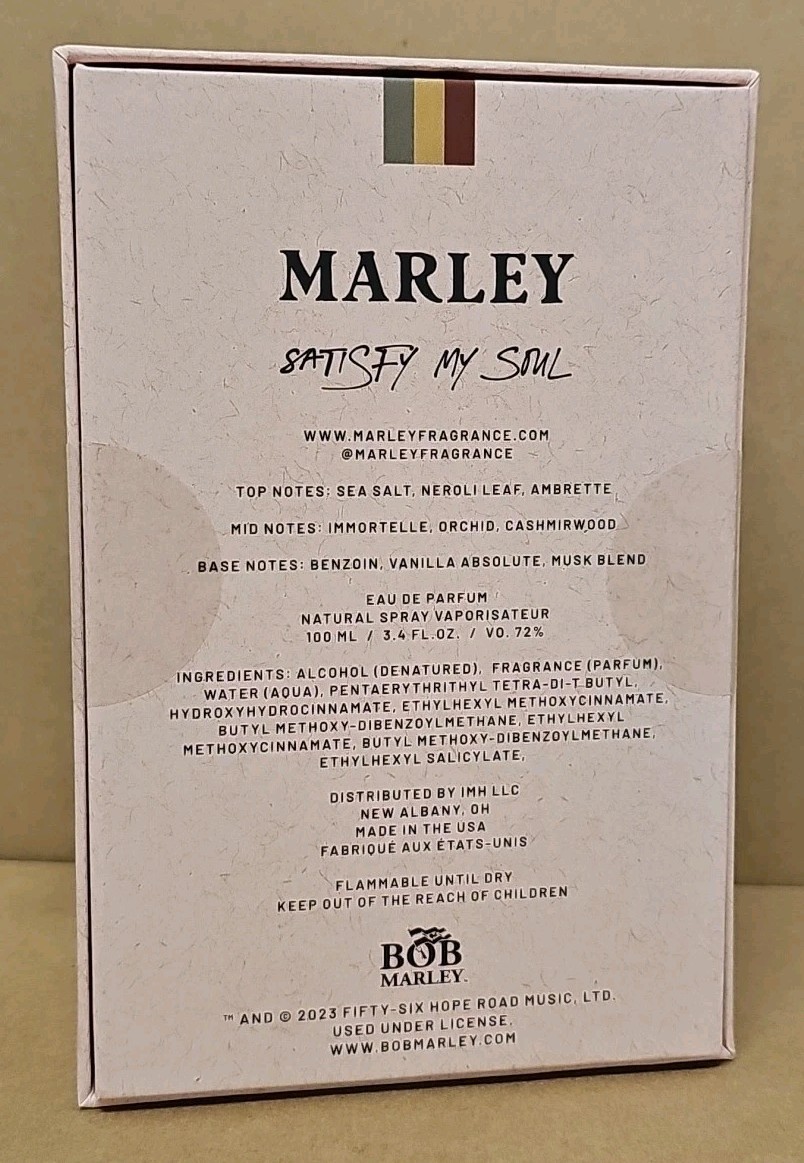 MARLEY
SATISFY MY SOUL
WWW.MARLEYFRAGRANCE.COM
@MARLEYFRAGRANCE
TOP NOTES: SEA SALT, NEROLI LEAF, AMBRETTE
MID NOTES: IMMORTELLE, ORCHID, CASHMIRWOOD
BASE NOTES: BENZOIN, VANILLA ABSOLUTE, MUSK BLEND
EAU DE PARFUM
NATURAL SPRAY VAPORISATEUR
100 ML / 3.4 FL.OZ. / VO. 72%
INGREDIENTS: ALCOHOL (DENATURED), FRAGRANCE (PARFUM),
WATER (AQUA), PENTAERYTHRITHYL TETRA-DI-T BUTYL,
HYDROXYHYDROCINNAMATE, ETHYLHEXYL METHOXYCINNAMATE,
BUTYL METHOXY-DIBENZOYLMETHANE, ETHYLHEXYL
METHOXYCINNAMATE, BUTYL METHOXY-DIBENZOYLMETHANE,
ETHYLHEXYL SALICYLATE,
DISTRIBUTED BY IMH LLC
NEW ALBANY, OH
MADE IN THE USA
FABRIQUÉ AUX ÉTATS-UNIS
FLAMMABLE UNTIL DRY
KEEP OUT OF THE REACH OF CHILDREN
BOB
MARLEY™
™ AND © 2023 FIFTY-SIX HOPE ROAD MUSIC, LTD.
USED UNDER LICENSE.
WWW.BOBMARLEY.COM